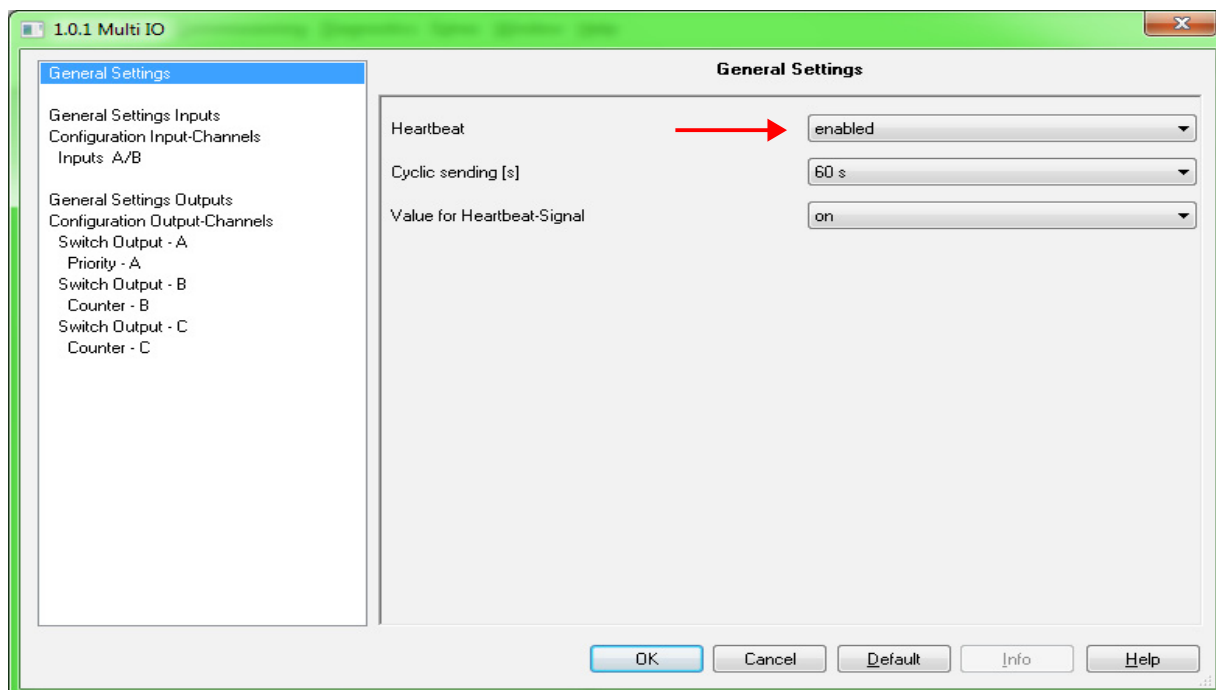 1.0.1 Multi IO
General Settings
General Settings Inputs
Configuration Input-Channels
Inputs A/B
General Settings Outputs
Configuration Output-Channels
Switch Output - A
Priority - A
Switch Output - B
Counter - B
Switch Output - C
Counter - C
General Settings
Heartbeat enabled
Cyclic sending [s] 60 s
Value for Heartbeat-Signal on
OK Cancel Default Info Help